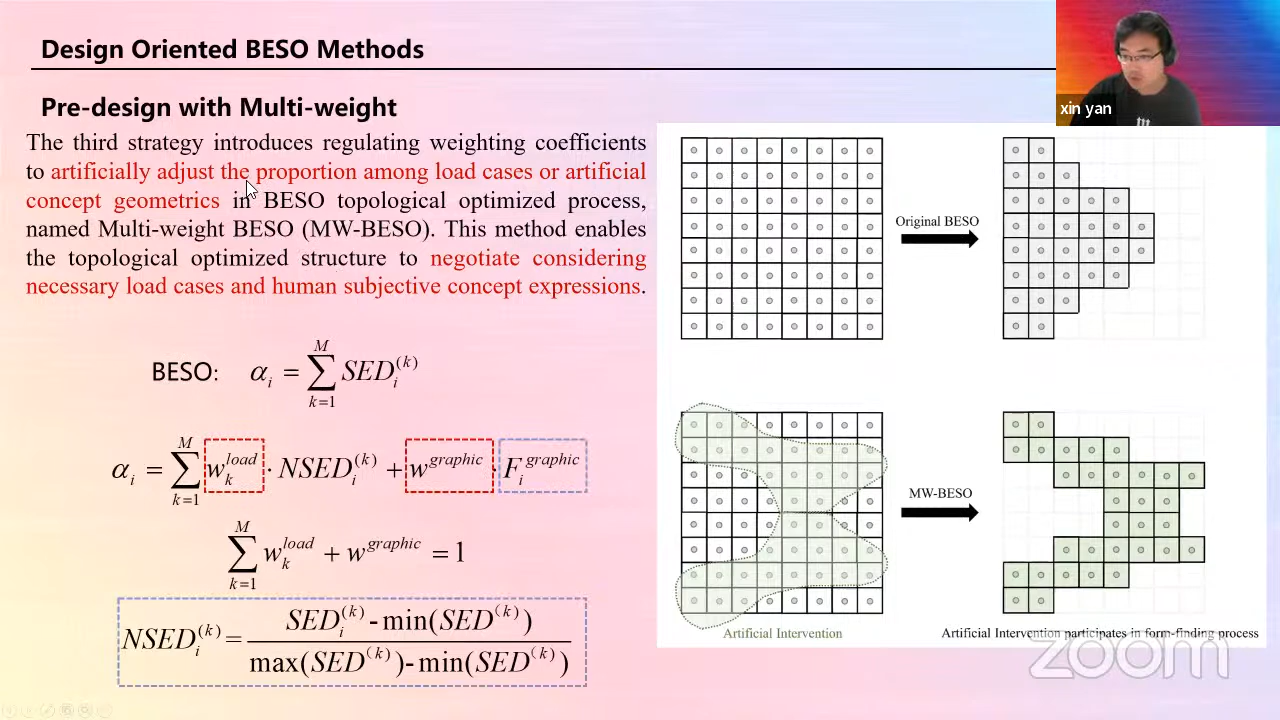 Design Oriented BESO Methods
xin yan
Pre-design with Multi-weight
The third strategy introduces regulating weighting coefficients
to artificially adjust the proportion among load cases or artificial
concept geometrics in BESO topological optimized process,
named Multi-weight BESO (MW-BESO). This method enables
the topological optimized structure to negotiate considering
necessary load cases and human subjective concept expressions.
BESO: α_i = ∑_{k=1}^{M} SED_i^{(k)}
α_i = ∑_{k=1}^{M} w_k^{load} · NSED_i^{(k)} + w^{graphic} · F_i^{graphic}
∑_{k=1}^{M} w_k^{load} + w^{graphic} = 1
NSED_i^{(k)} = (SED_i^{(k)} - min(SED^{(k)})) / (max(SED^{(k)}) - min(SED^{(k)}))
Original BESO
MW-BESO
Artificial Intervention
Artificial Intervention participates in form-finding process
zoom